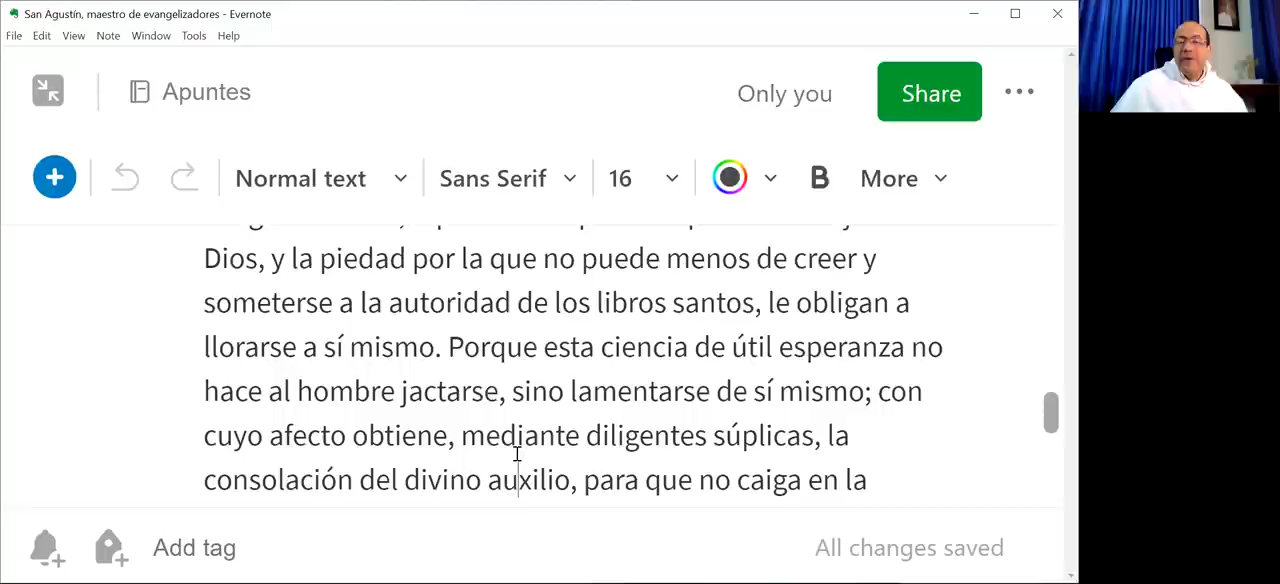 San Agustín, maestro de evangelizadores - Evernote
File Edit View Note Window Tools Help
Apuntes
Only you
Share
Normal text
Sans Serif
16
B
More
Dios, y la piedad por la que no puede menos de creer y
someterse a la autoridad de los libros santos, le obligan a
llorarse a sí mismo. Porque esta ciencia de útil esperanza no
hace al hombre jactarse, sino lamentarse de sí mismo; con
cuyo afecto obtiene, mediante diligentes súplicas, la
consolación del divino auxilio, para que no caiga en la
Add tag
All changes saved